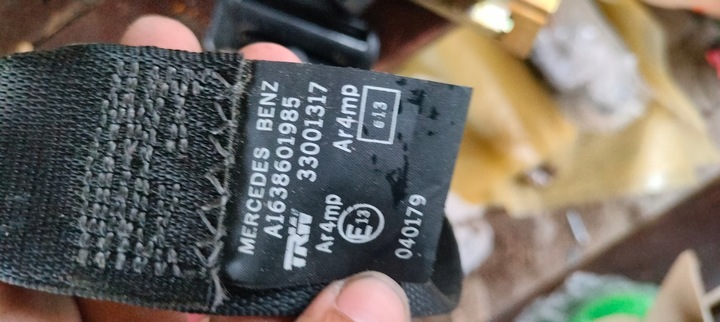 MERCEDES BENZ
A1638601985
33001317
TRW
Ar4mp
e13
Ar4mp
E13
040179